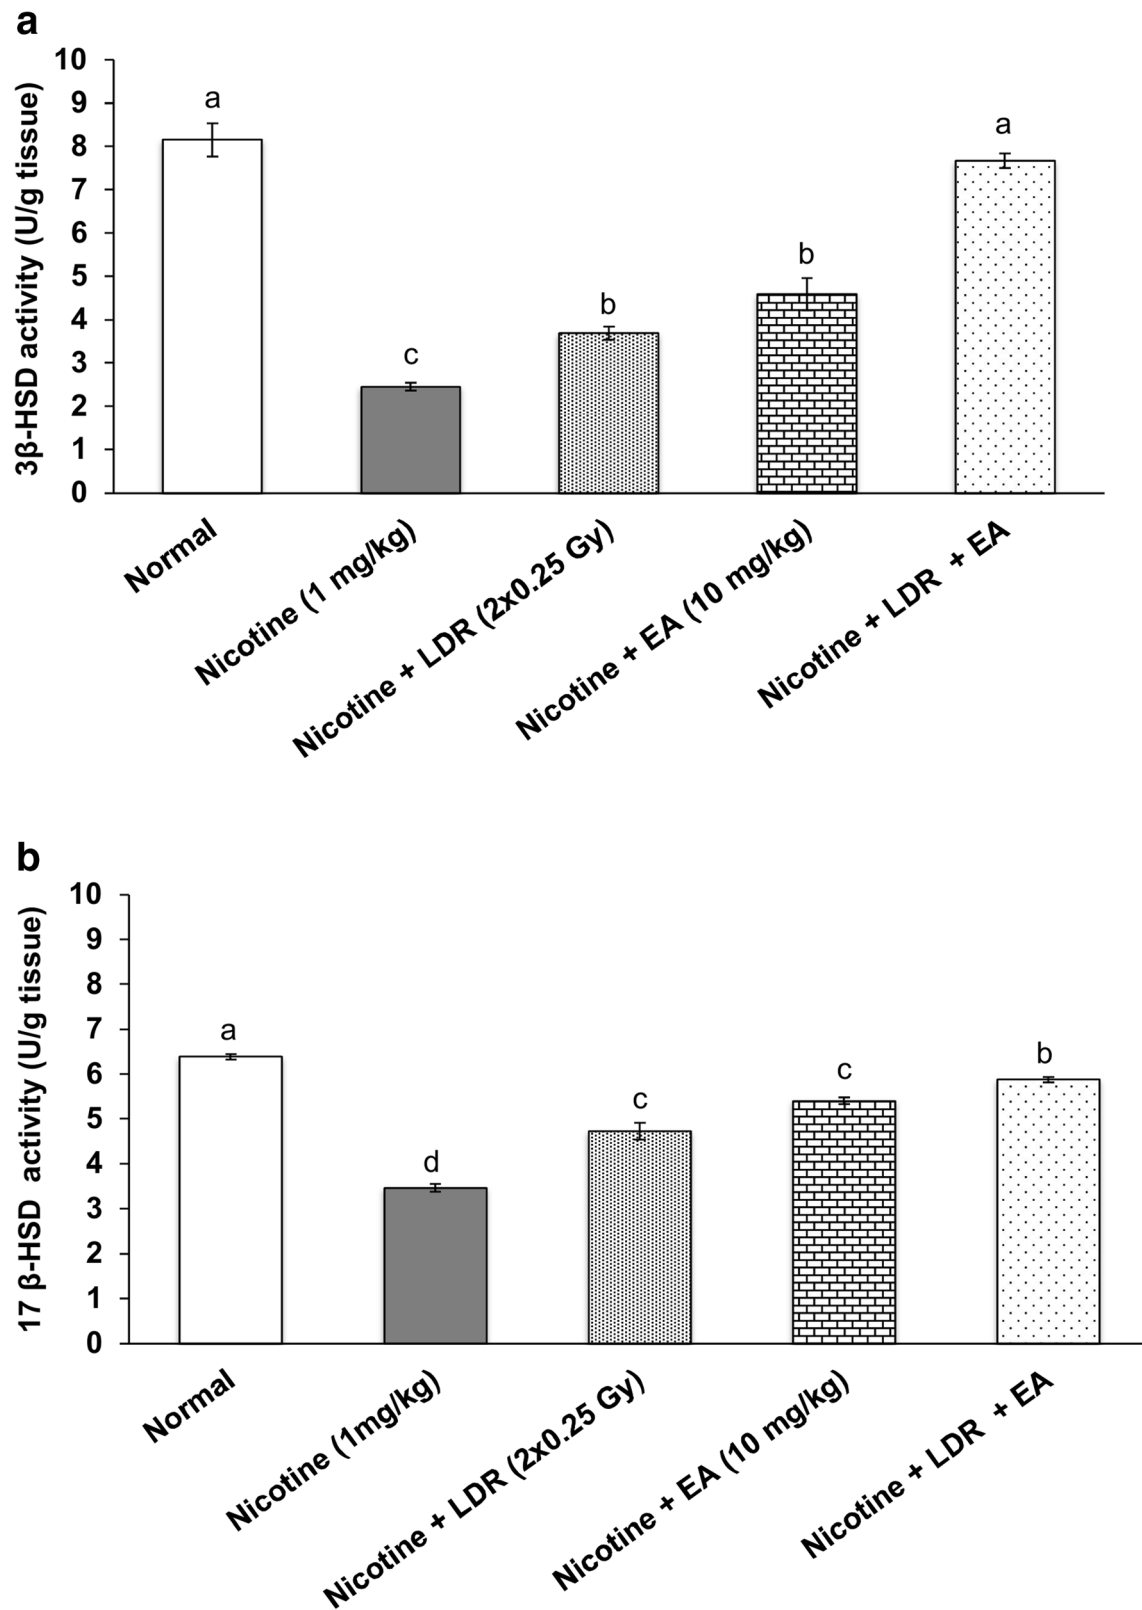 a
3β-HSD activity (U/g tissue)
10
9
8
7
6
5
4
3
2
1
0
a
c
b
b
a
Normal
Nicotine (1 mg/kg)
Nicotine + LDR (2x0.25 Gy)
Nicotine + EA (10 mg/kg)
Nicotine + LDR + EA
b
17 β-HSD activity (U/g tissue)
10
9
8
7
6
5
4
3
2
1
0
a
d
c
c
b
Normal
Nicotine (1mg/kg)
Nicotine + LDR (2x0.25 Gy)
Nicotine + EA (10 mg/kg)
Nicotine + LDR + EA